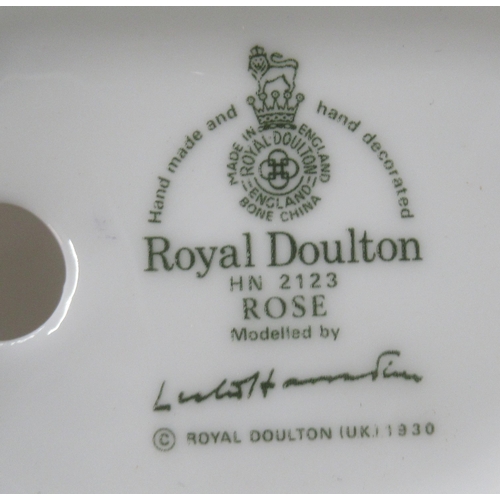 Hand made and hand decorated
MADE IN ENGLAND
ROYAL·DOULTON
ENGLAND
BONE CHINA
Royal Doulton
HN 2123
ROSE
Modelled by
© ROYAL DOULTON (UK) 1930